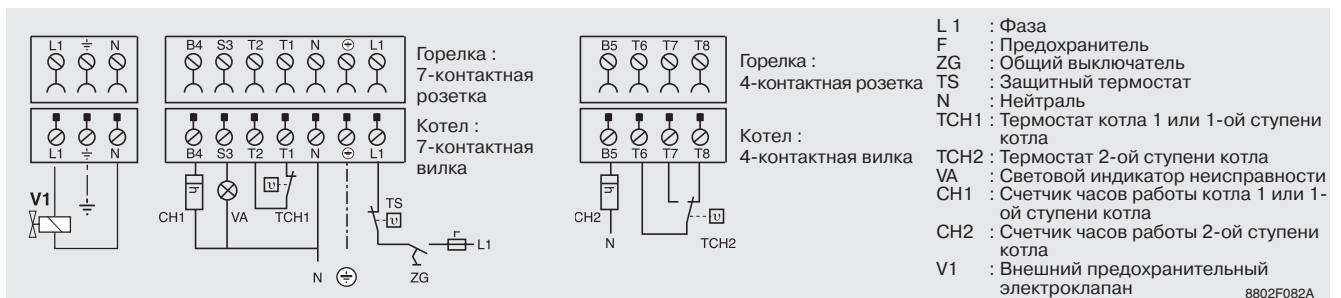 L1 ⏚ N
B4 S3 T2 T1 N ⏚ L1
Горелка :
7-контактная
розетка
Котел :
7-контактная
вилка
L1 ⏚ N
B4 S3 T2 T1 N ⏚ L1
V1
CH1
VA
υ
TCH1
TS
υ
L1
N
ZG
B5 T6 T7 T8
Горелка :
4-контактная розетка
Котел :
4-контактная вилка
B5 T6 T7 T8
CH2
N
υ
TCH2
L 1 : Фаза
F : Предохранитель
ZG : Общий выключатель
TS : Защитный термостат
N : Нейтраль
TCH1 : Термостат котла 1 или 1-ой ступени
котла
TCH2 : Термостат 2-ой ступени котла
VA : Световой индикатор неисправности
CH1 : Счетчик часов работы котла 1 или 1-
ой ступени котла
CH2 : Счетчик часов работы 2-ой ступени
котла
V1 : Внешний предохранительный
электроклапан
8802F082A